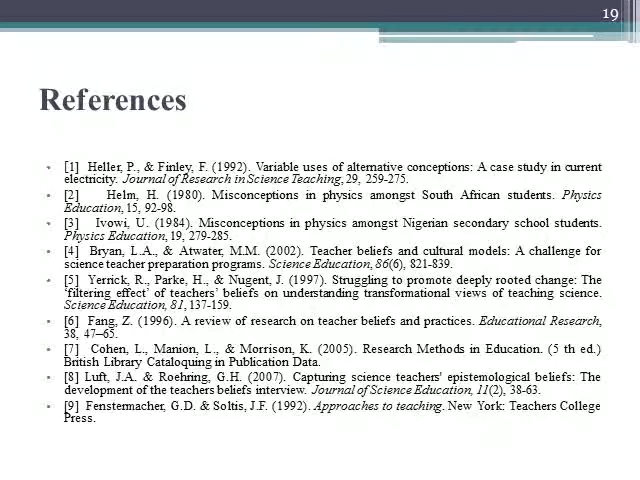 19
References
• [1] Heller, P., & Finley, F. (1992). Variable uses of alternative conceptions: A case study in current
electricity. Journal of Research in Science Teaching, 29, 259-275.
• [2] Helm, H. (1980). Misconceptions in physics amongst South African students. Physics
Education, 15, 92-98.
• [3] Ivowi, U. (1984). Misconceptions in physics amongst Nigerian secondary school students.
Physics Education, 19, 279-285.
• [4] Bryan, L.A., & Atwater, M.M. (2002). Teacher beliefs and cultural models: A challenge for
science teacher preparation programs. Science Education, 86(6), 821-839.
• [5] Yerrick, R., Parke, H., & Nugent, J. (1997). Struggling to promote deeply rooted change: The
‘filtering effect’ of teachers’ beliefs on understanding transformational views of teaching science.
Science Education, 81, 137-159.
• [6] Fang, Z. (1996). A review of research on teacher beliefs and practices. Educational Research,
38, 47–65.
• [7] Cohen, L., Manion, L., & Morrison, K. (2005). Research Methods in Education. (5 th ed.)
British Library Cataloquing in Publication Data.
• [8] Luft, J.A. & Roehring, G.H. (2007). Capturing science teachers' epistemological beliefs: The
development of the teachers beliefs interview. Journal of Science Education, 11(2), 38-63.
• [9] Fenstermacher, G.D. & Soltis, J.F. (1992). Approaches to teaching. New York: Teachers College
Press.